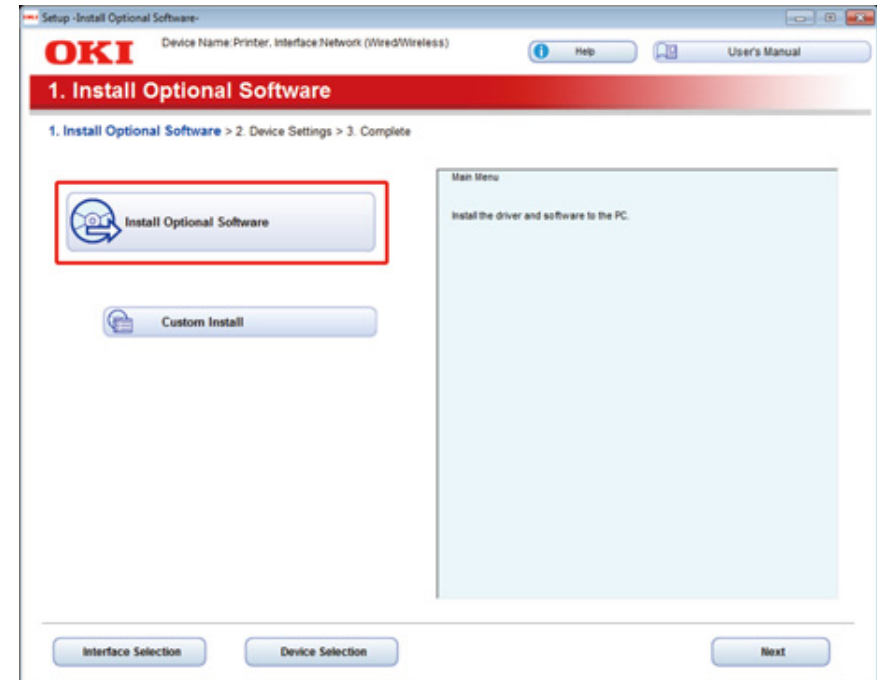 Setup -Install Optional Software-
OKI
Device Name:Printer, Interface:Network (Wired/Wireless)
Help
User's Manual
1. Install Optional Software
1. Install Optional Software > 2. Device Settings > 3. Complete
Main Menu
Install the driver and software to the PC.
Install Optional Software
Custom Install
Interface Selection
Device Selection
Next